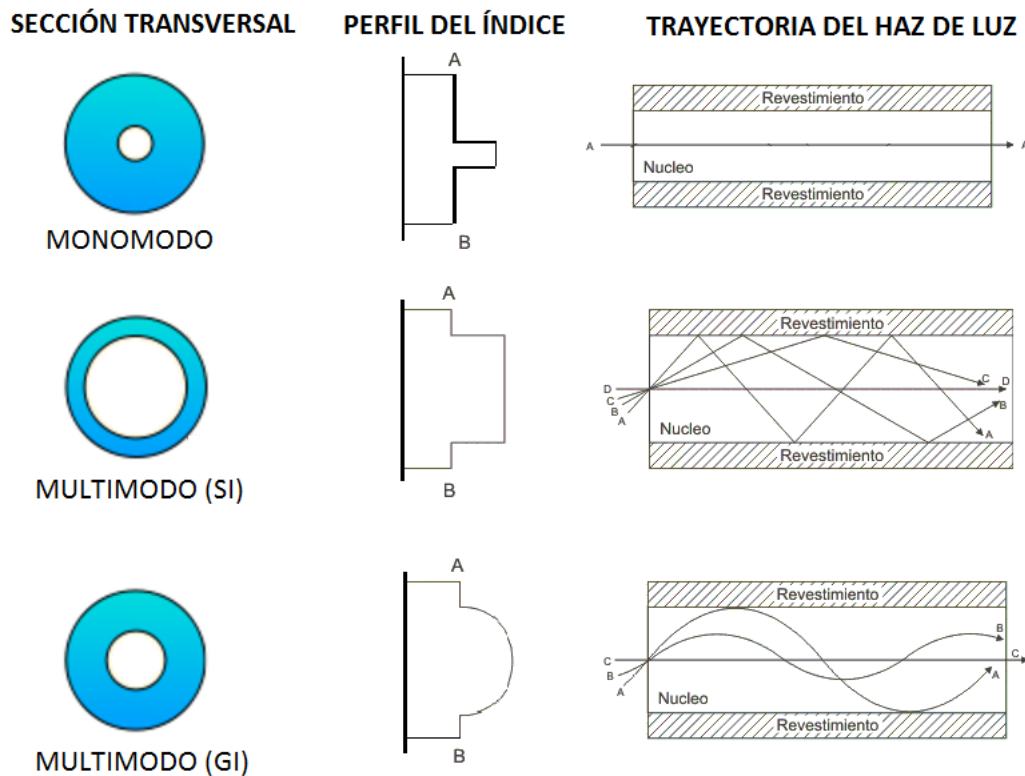 SECCIÓN TRANSVERSAL
PERFIL DEL ÍNDICE
TRAYECTORIA DEL HAZ DE LUZ
A
Revestimiento
A
A
Nucleo
Revestimiento
MONOMODO
B
A
Revestimiento
D
C
B
A
C
D
B
A
Nucleo
Revestimiento
MULTIMODO (SI)
B
A
Revestimiento
C
B
A
B
C
A
Nucleo
Revestimiento
MULTIMODO (GI)
B